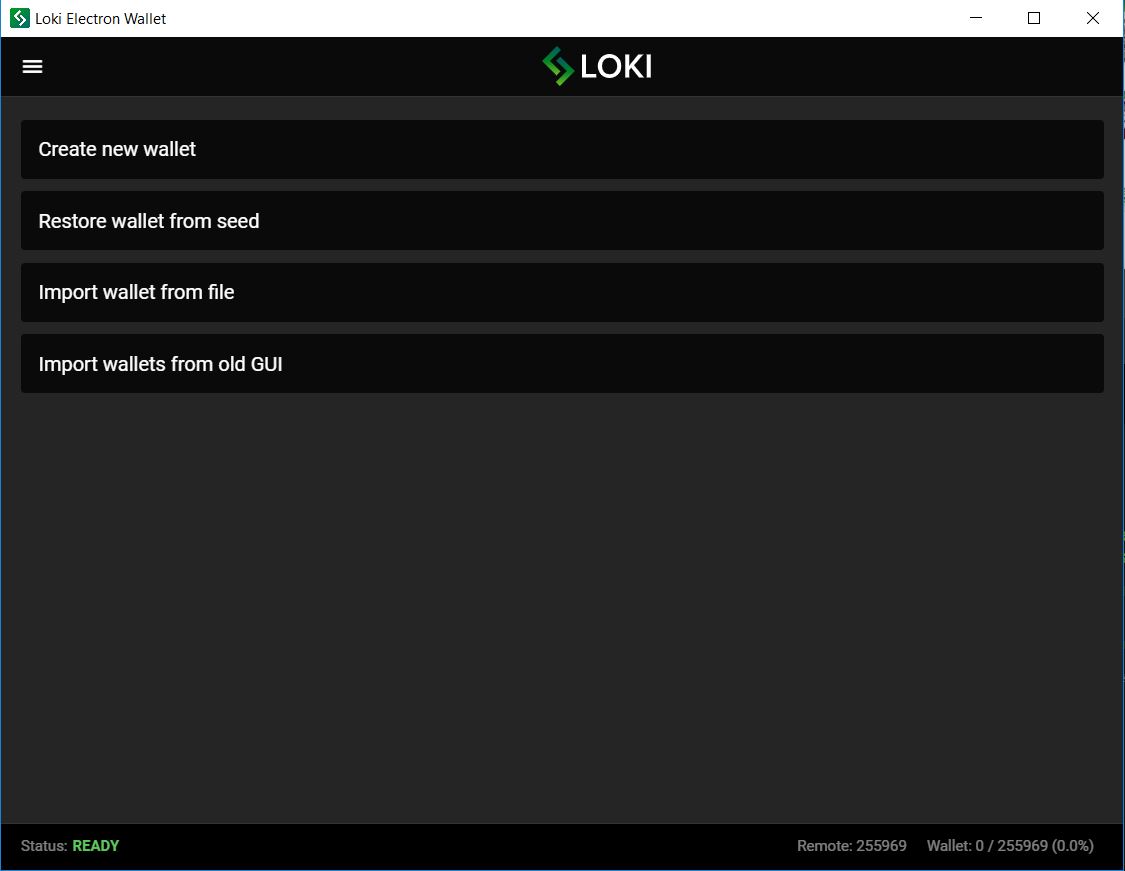 Loki Electron Wallet
LOKI
Create new wallet
Restore wallet from seed
Import wallet from file
Import wallets from old GUI
Status: READY Remote: 255969 Wallet: 0 / 255969 (0.0%)